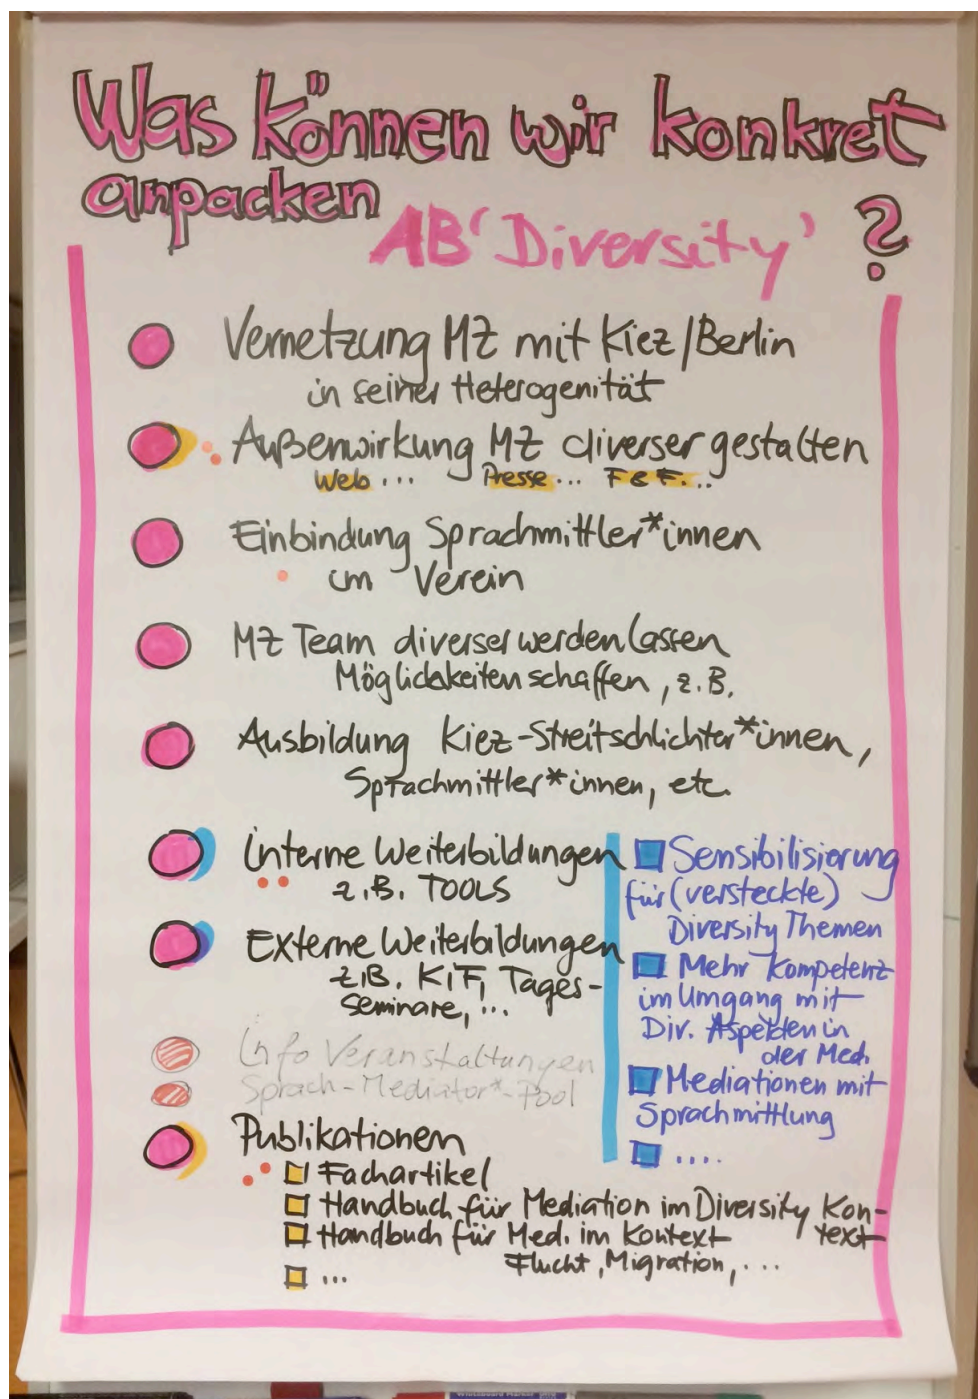 Was können wir konkret
anpacken
?
AB 'Diversity'
Vernetzung MZ mit Kiez/Berlin
in seiner Heterogenität
Außenwirkung MZ diverser gestalten
Web ... Presse ... F&F...
Einbindung Sprachmittler*innen
im Verein
MZ Team diverser werden lassen
Möglichkeiten schaffen, z.B.
Ausbildung Kiez-Streitschlichter*innen,
Sprachmittler*innen, etc.
Interne Weiterbildungen
z.B. TOOLS
Externe Weiterbildungen
z.B. KIF, Tages-
seminare, ...
Info Veranstaltungen
Sprach-Mediator*-Pool
Sensibilisierung
für (versteckte)
Diversity Themen
Mehr Kompetenz
im Umgang mit
Div. Aspekten in
der Med.
Mediationen mit
Sprachmittlung
....
Publikationen
Fachartikel
Handbuch für Mediation im Diversity Kon-
text
Handbuch für Med. im Kontext
Flucht, Migration, ...
...